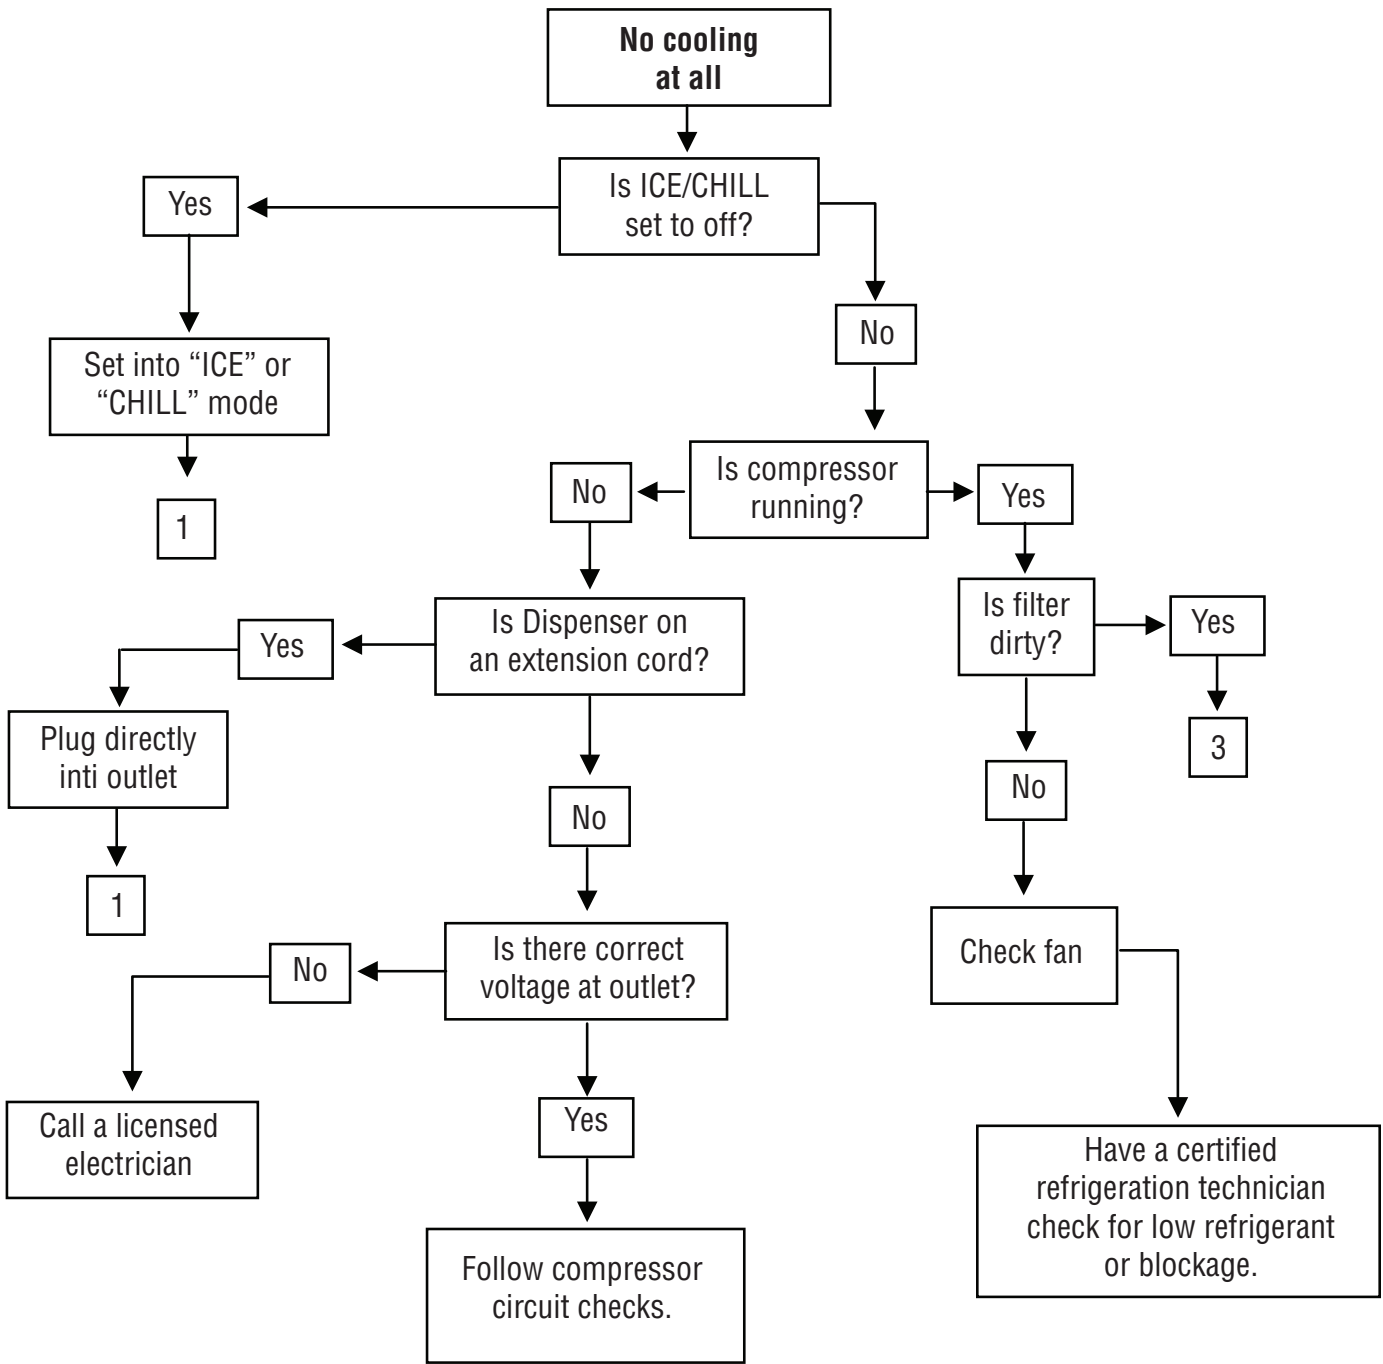 No cooling
at all
Is ICE/CHILL
set to off?
Yes
No
Set into “ICE” or
“CHILL” mode
1
Is compressor
running?
No
Yes
Is Dispenser on
an extension cord?
Is filter
dirty?
Yes
Yes
Plug directly
inti outlet
3
No
No
1
Is there correct
voltage at outlet?
Check fan
No
Call a licensed
electrician
Yes
Have a certified
refrigeration technician
check for low refrigerant
or blockage.
Follow compressor
circuit checks.